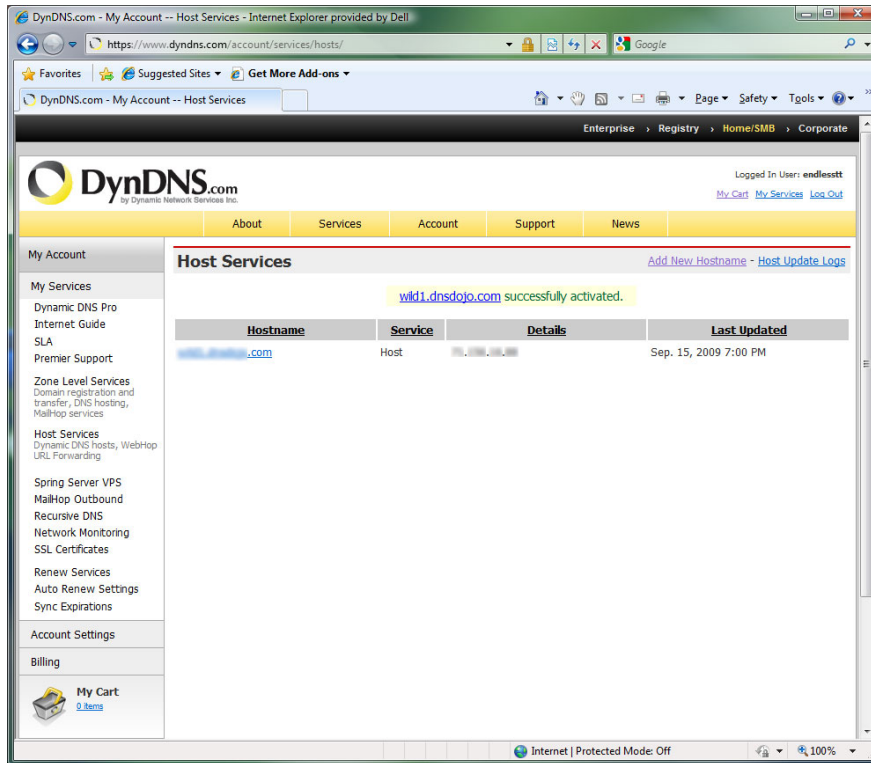 DynDNS.com - My Account -- Host Services - Internet Explorer provided by Dell
https://www.dyndns.com/account/services/hosts/
Google
Favorites Suggested Sites Get More Add-ons
DynDNS.com - My Account -- Host Services
Page Safety Tools
Enterprise › Registry › Home/SMB › Corporate
DynDNS.com
by Dynamic Network Services Inc.
Logged In User: endlesstt
My Cart My Services Log Out
About Services Account Support News
My Account
My Services
Dynamic DNS Pro
Internet Guide
SLA
Premier Support
Zone Level Services
Domain registration and
transfer, DNS hosting,
MailHop services
Host Services
Dynamic DNS hosts, WebHop
URL Forwarding
Spring Server VPS
MailHop Outbound
Recursive DNS
Network Monitoring
SSL Certificates
Renew Services
Auto Renew Settings
Sync Expirations
Account Settings
Billing
My Cart
0 items
Host Services
Add New Hostname - Host Update Logs
wild1.dnsdojo.com successfully activated.
Hostname Service Details Last Updated
.com Host Sep. 15, 2009 7:00 PM
Internet | Protected Mode: Off
100%